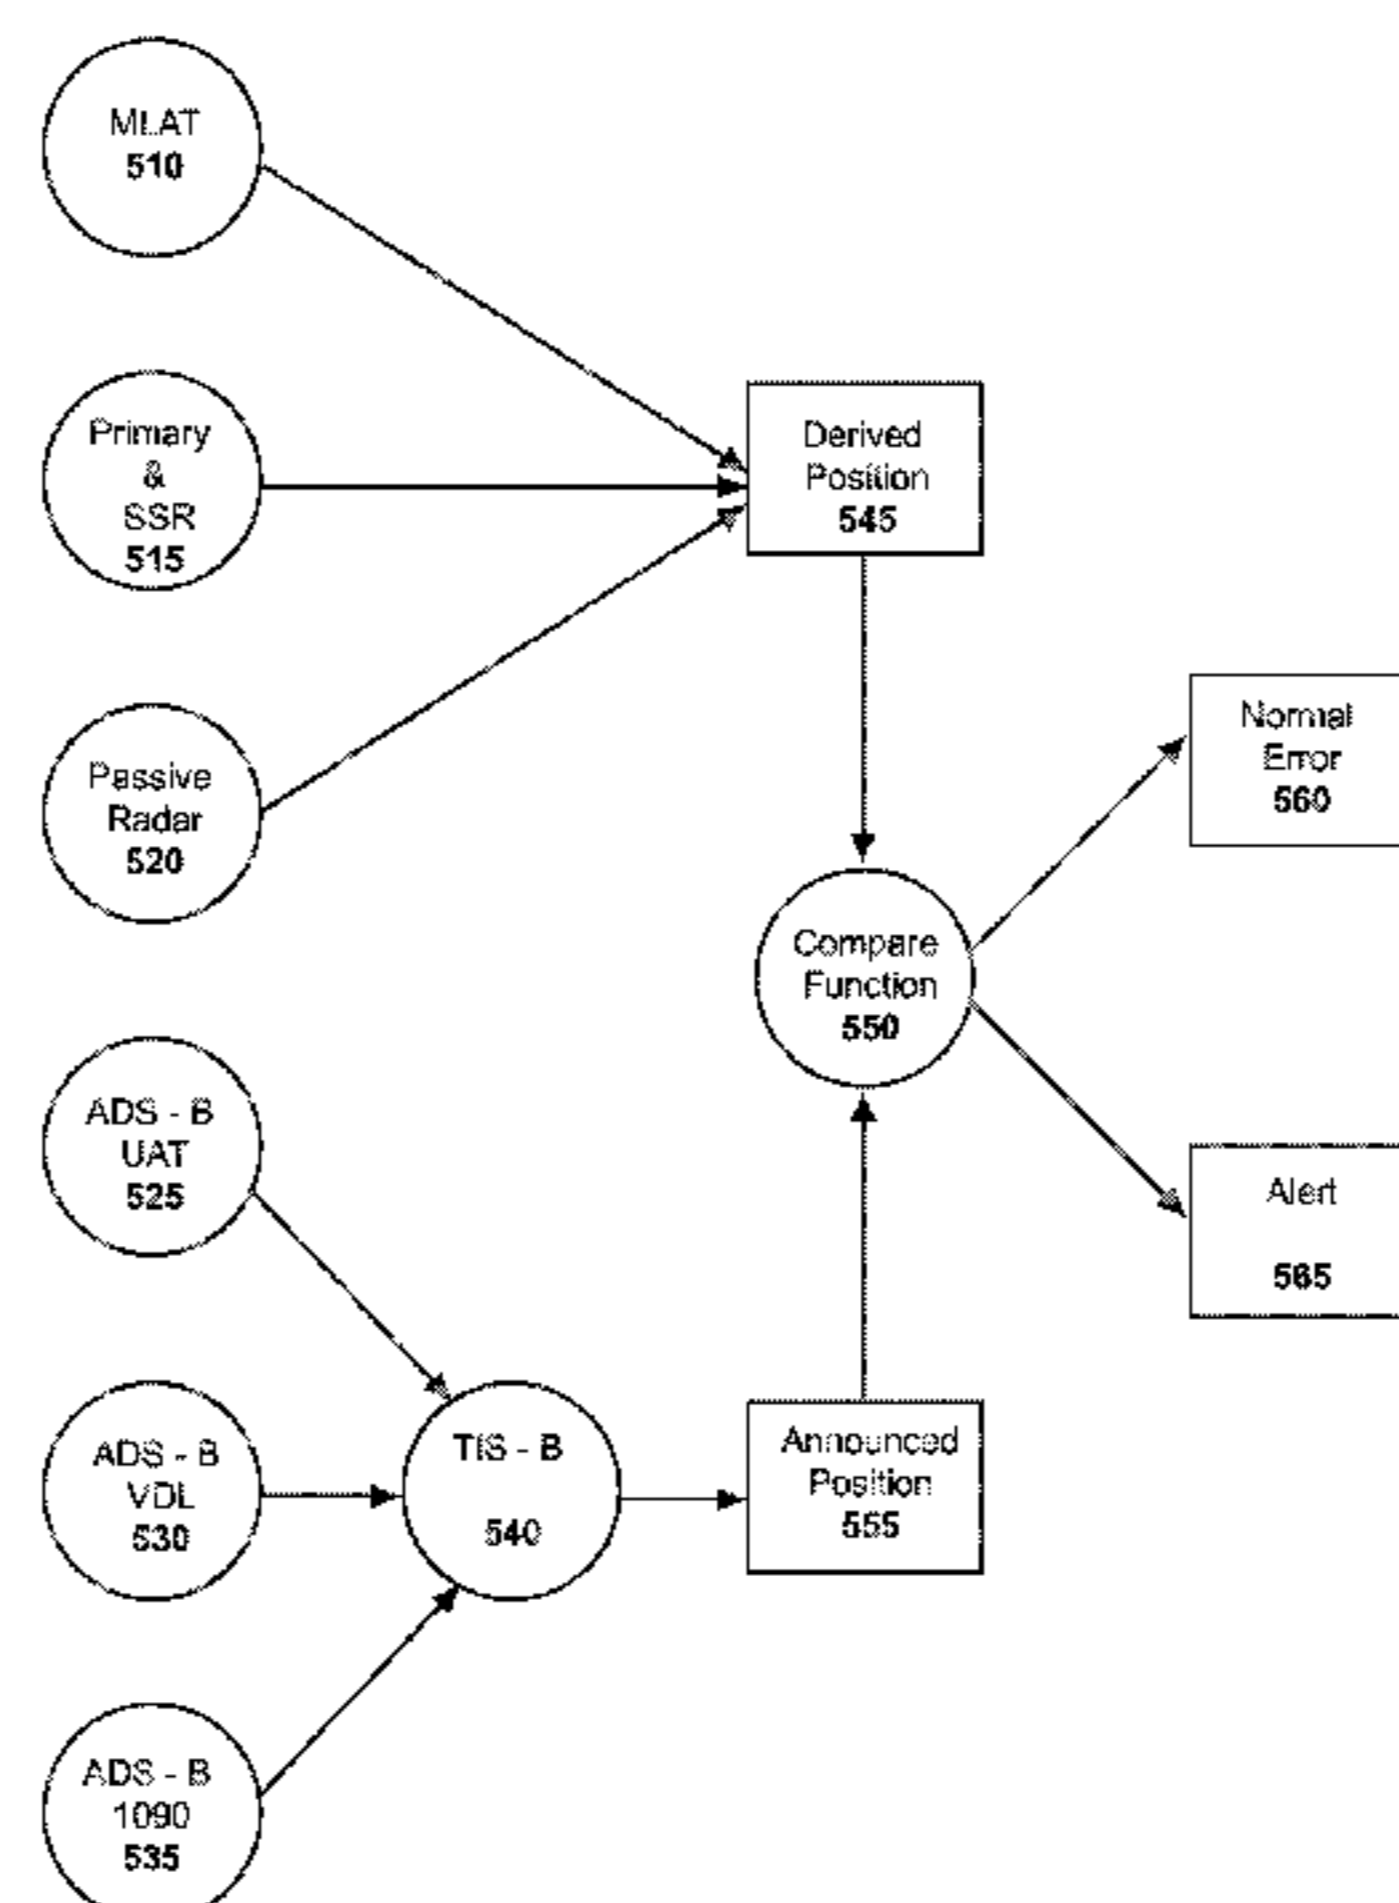 MLAT
510
Primary
&
SSR
515
Derived
Position
545
Passive
Radar
520
Normal
Error
560
Compare
Function
550
ADS - B
UAT
525
Alert
565
ADS - B
VDL
530
TIS - B
540
Announced
Position
555
ADS - B
1090
535